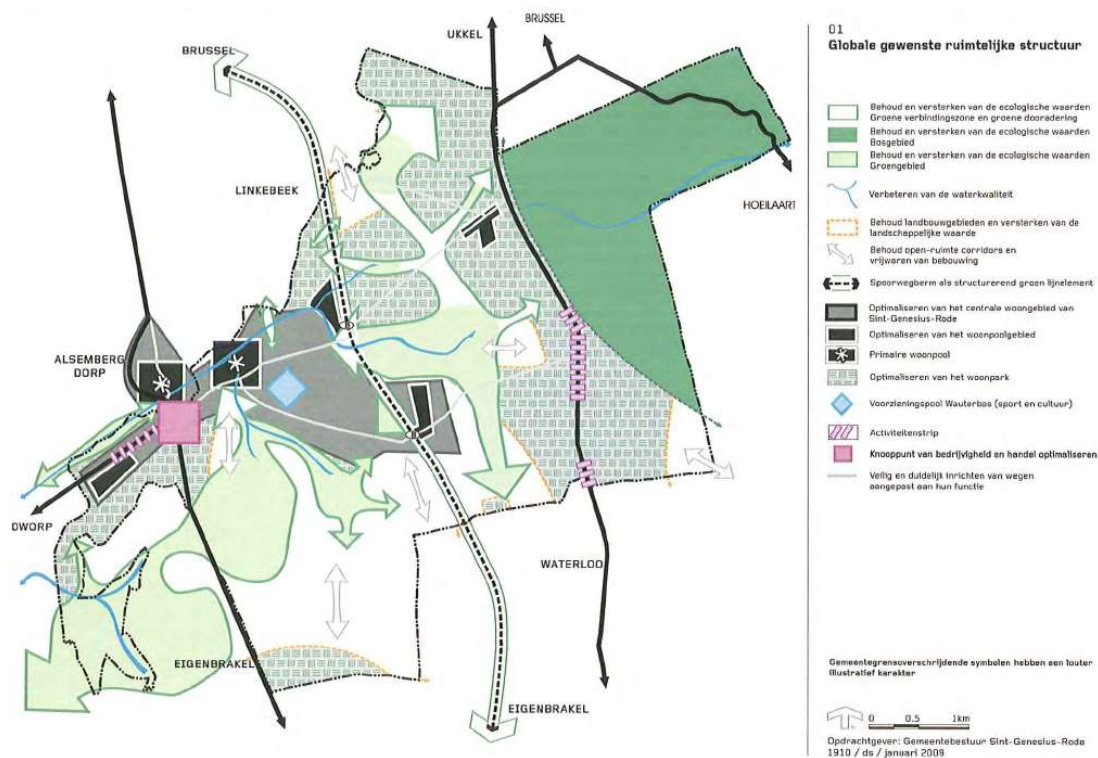 BRUSSEL
UKKEL
BRUSSEL
LINKEBEEK
HOEILAART
ALSEMBERG
DORP
DWORP
WATERLOO
EIGENBRAKEL
EIGENBRAKEL
01
Globale gewenste ruimtelijke structuur
Behoud en versterken van de ecologische waarden
Groene verbindingszone en groene dooradering
Behoud en versterken van de ecologische waarden
Bosgebied
Behoud en versterken van de ecologische waarden
Groengebied
Verbeteren van de waterkwaliteit
Behoud landbouwgebieden en versterken van de
landschappelijke waarde
Behoud open-ruimte corridors en
vrijwaren van bebouwing
Spoorwegberm als structurerend groen lijnelement
Optimaliseren van het centrale woongebied van
Sint-Genesius-Rode
Optimaliseren van het woonpoolgebied
Primaire woonpool
Optimaliseren van het woonpark
Voorzieningspool Wauterbos (sport en cultuur)
Activiteitenstrip
Knooppunt van bedrijvigheid en handel optimaliseren
Veilig en duidelijk inrichten van wegen
aangepast aan hun functie
Gemeentegrensoverschrijdende symbolen hebben een louter
illustratief karakter
0 0.5 1km
Opdrachtgever: Gemeentebestuur Sint-Genesius-Rode
1910 / ds / januari 2009